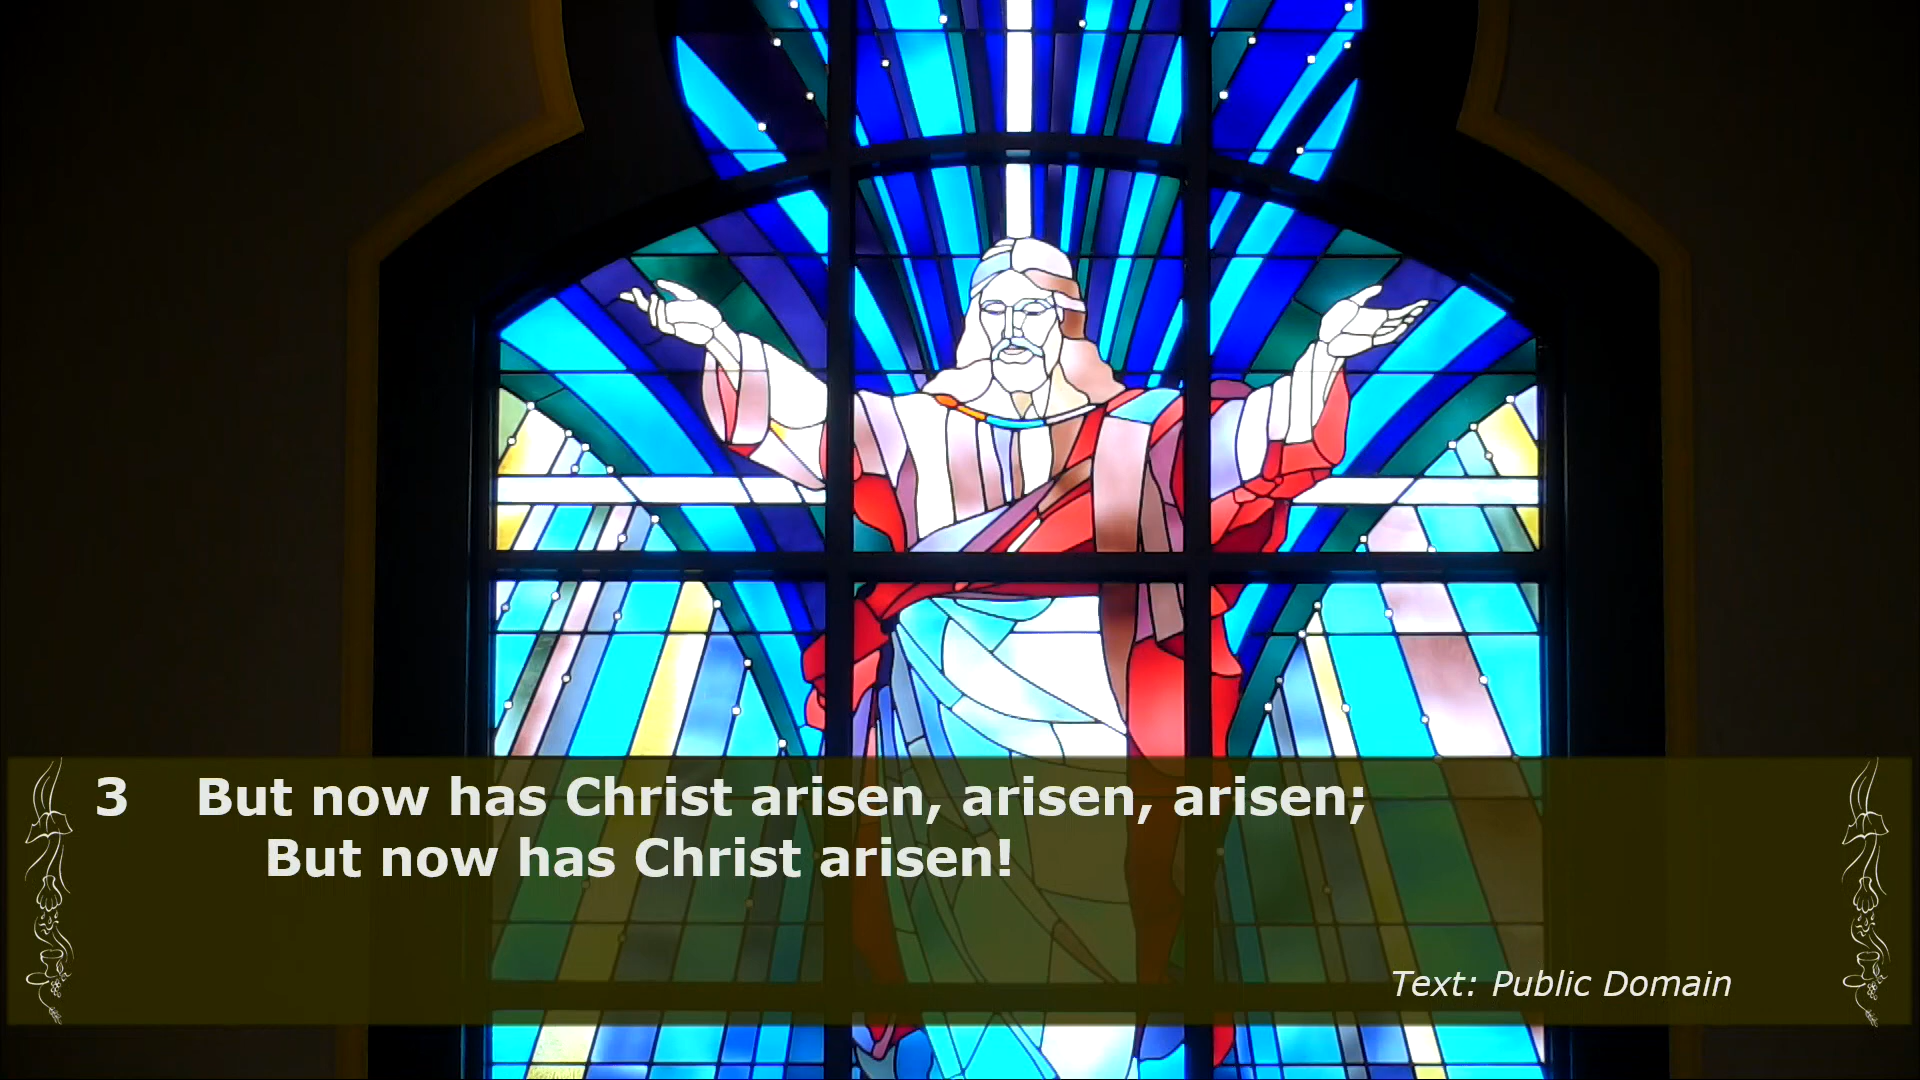 3 But now has Christ arisen, arisen, arisen;
But now has Christ arisen!
Text: Public Domain